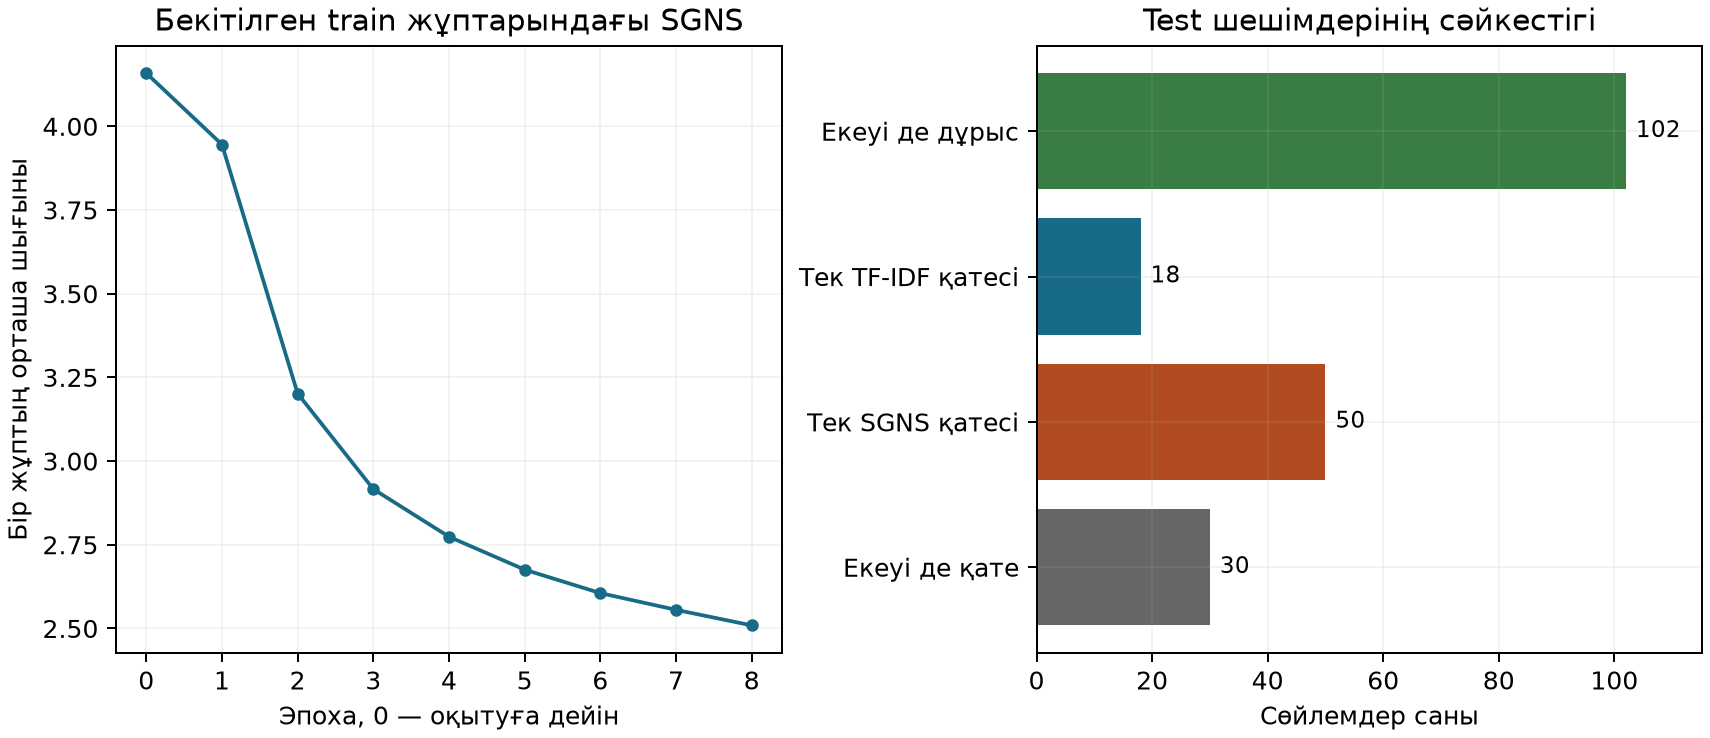 Бекітілген train жұптарындағы SGNS
Бір жұптың орташа шығыны
4.00
3.75
3.50
3.25
3.00
2.75
2.50
0 1 2 3 4 5 6 7 8
Эпоха, 0 — оқытуға дейін
Test шешімдерінің сәйкестігі
Екеуі де дұрыс 102
Тек TF-IDF қатесі 18
Тек SGNS қатесі 50
Екеуі де қате 30
0 20 40 60 80 100
Сөйлемдер саны